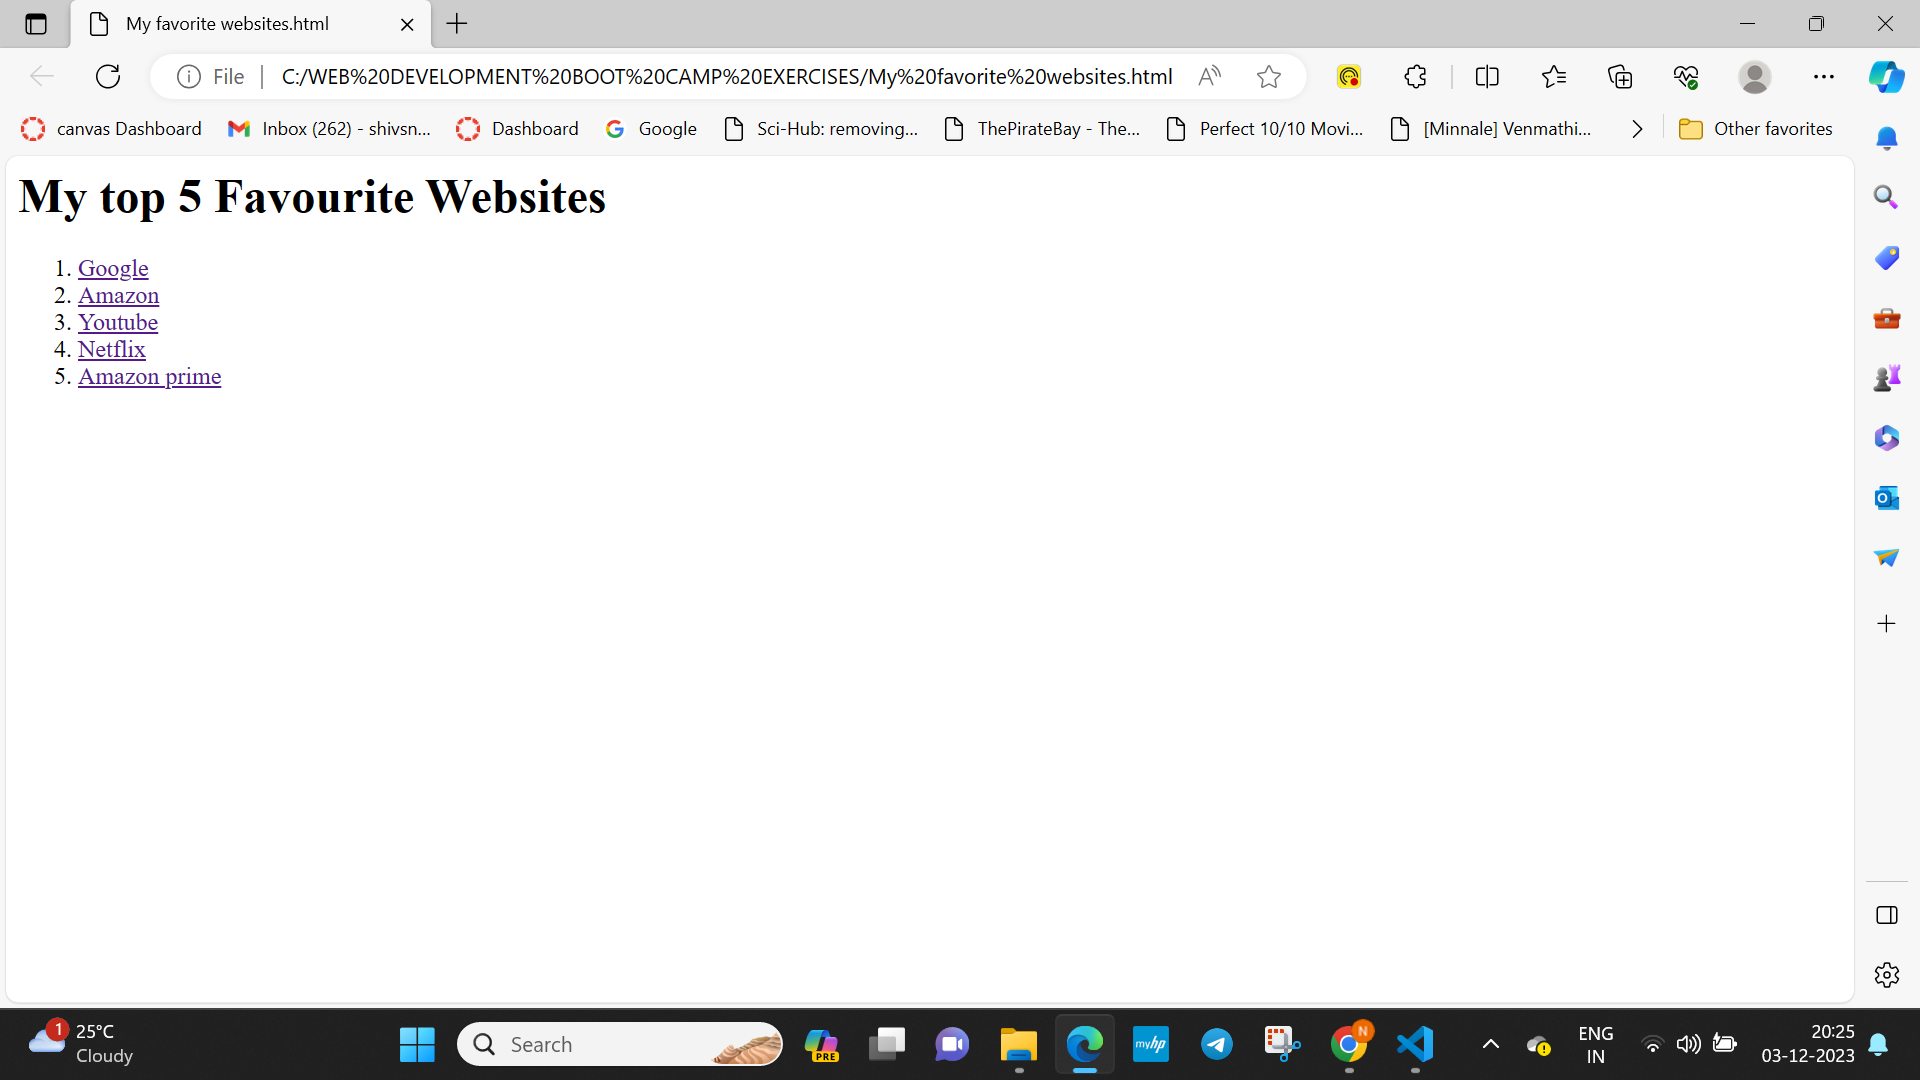 My favorite websites.html
File
C:/WEB%20DEVELOPMENT%20BOOT%20CAMP%20EXERCISES/My%20favorite%20websites.html
canvas Dashboard
Inbox (262) - shivsn...
Dashboard
Google
Sci-Hub: removing...
ThePirateBay - The...
Perfect 10/10 Movi...
[Minnale] Venmathi...
Other favorites
My top 5 Favourite Websites
1. Google
2. Amazon
3. Youtube
4. Netflix
5. Amazon prime
1
25°C
Cloudy
Search
PRE
myhp
N
ENG
IN
20:25
03-12-2023